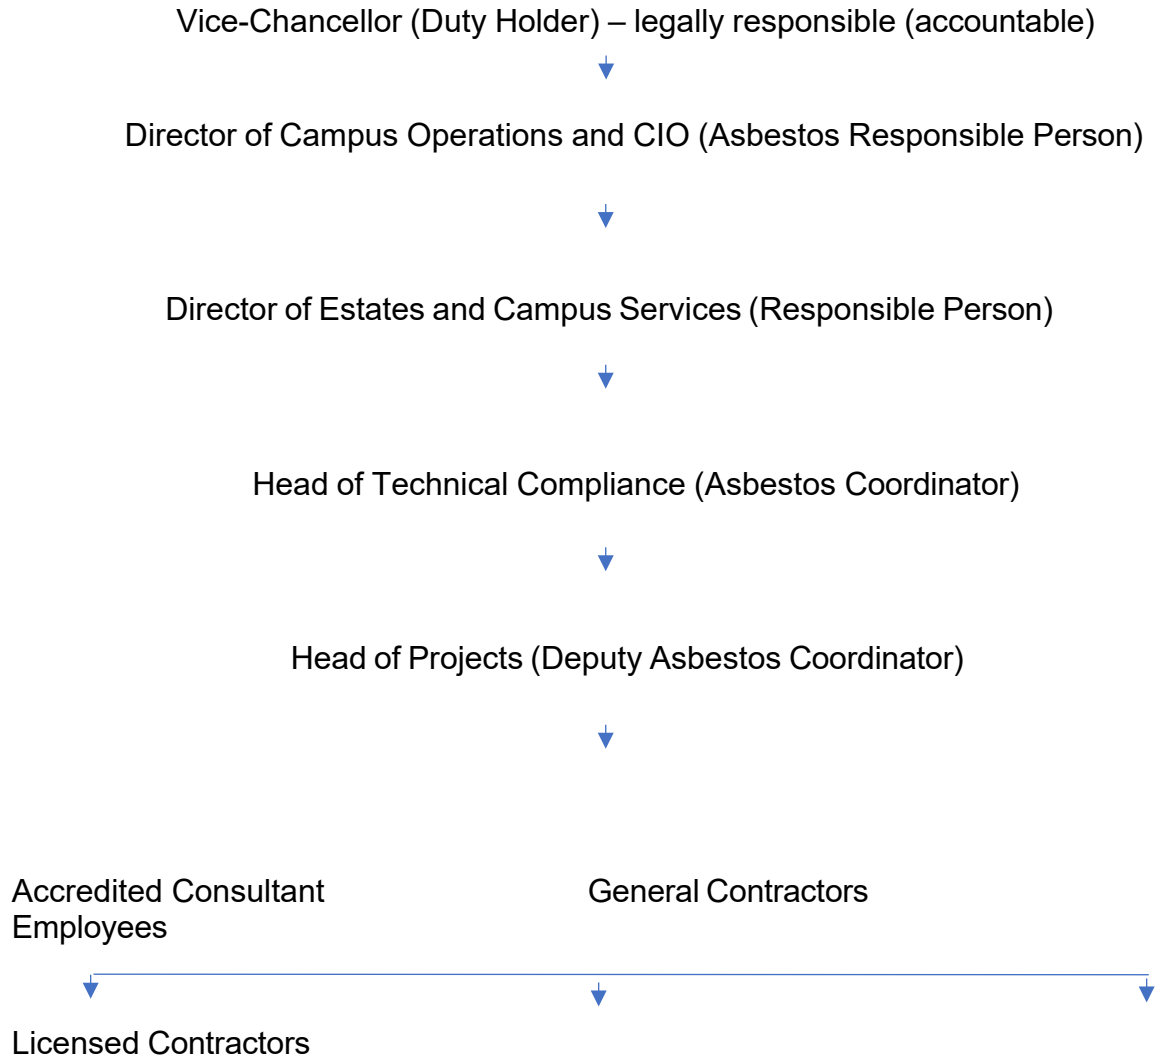 Vice-Chancellor (Duty Holder) – legally responsible (accountable)
Director of Campus Operations and CIO (Asbestos Responsible Person)
Director of Estates and Campus Services (Responsible Person)
Head of Technical Compliance (Asbestos Coordinator)
Head of Projects (Deputy Asbestos Coordinator)
Accredited Consultant
Employees
General Contractors
Licensed Contractors